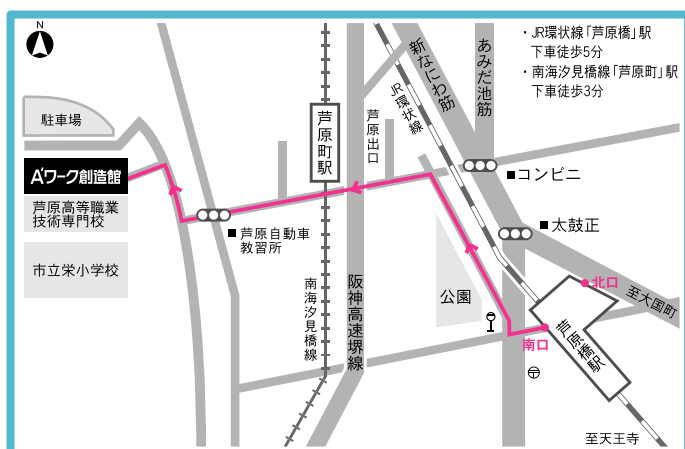 N
・JR環状線「芦原橋」駅
下車徒歩5分
・南海汐見橋線「芦原町」駅
下車徒歩3分
新なにわ筋
あみだ池筋
JR環状線
芦原出口
芦原町駅
駐車場
A'ワーク創造館
芦原高等職業
技術専門校
市立栄小学校
■芦原自動車
教習所
■コンビニ
■太鼓正
公園
北口
至大国町
南口
芦原橋駅
〒
南海汐見橋線
阪神高速堺線
至天王寺